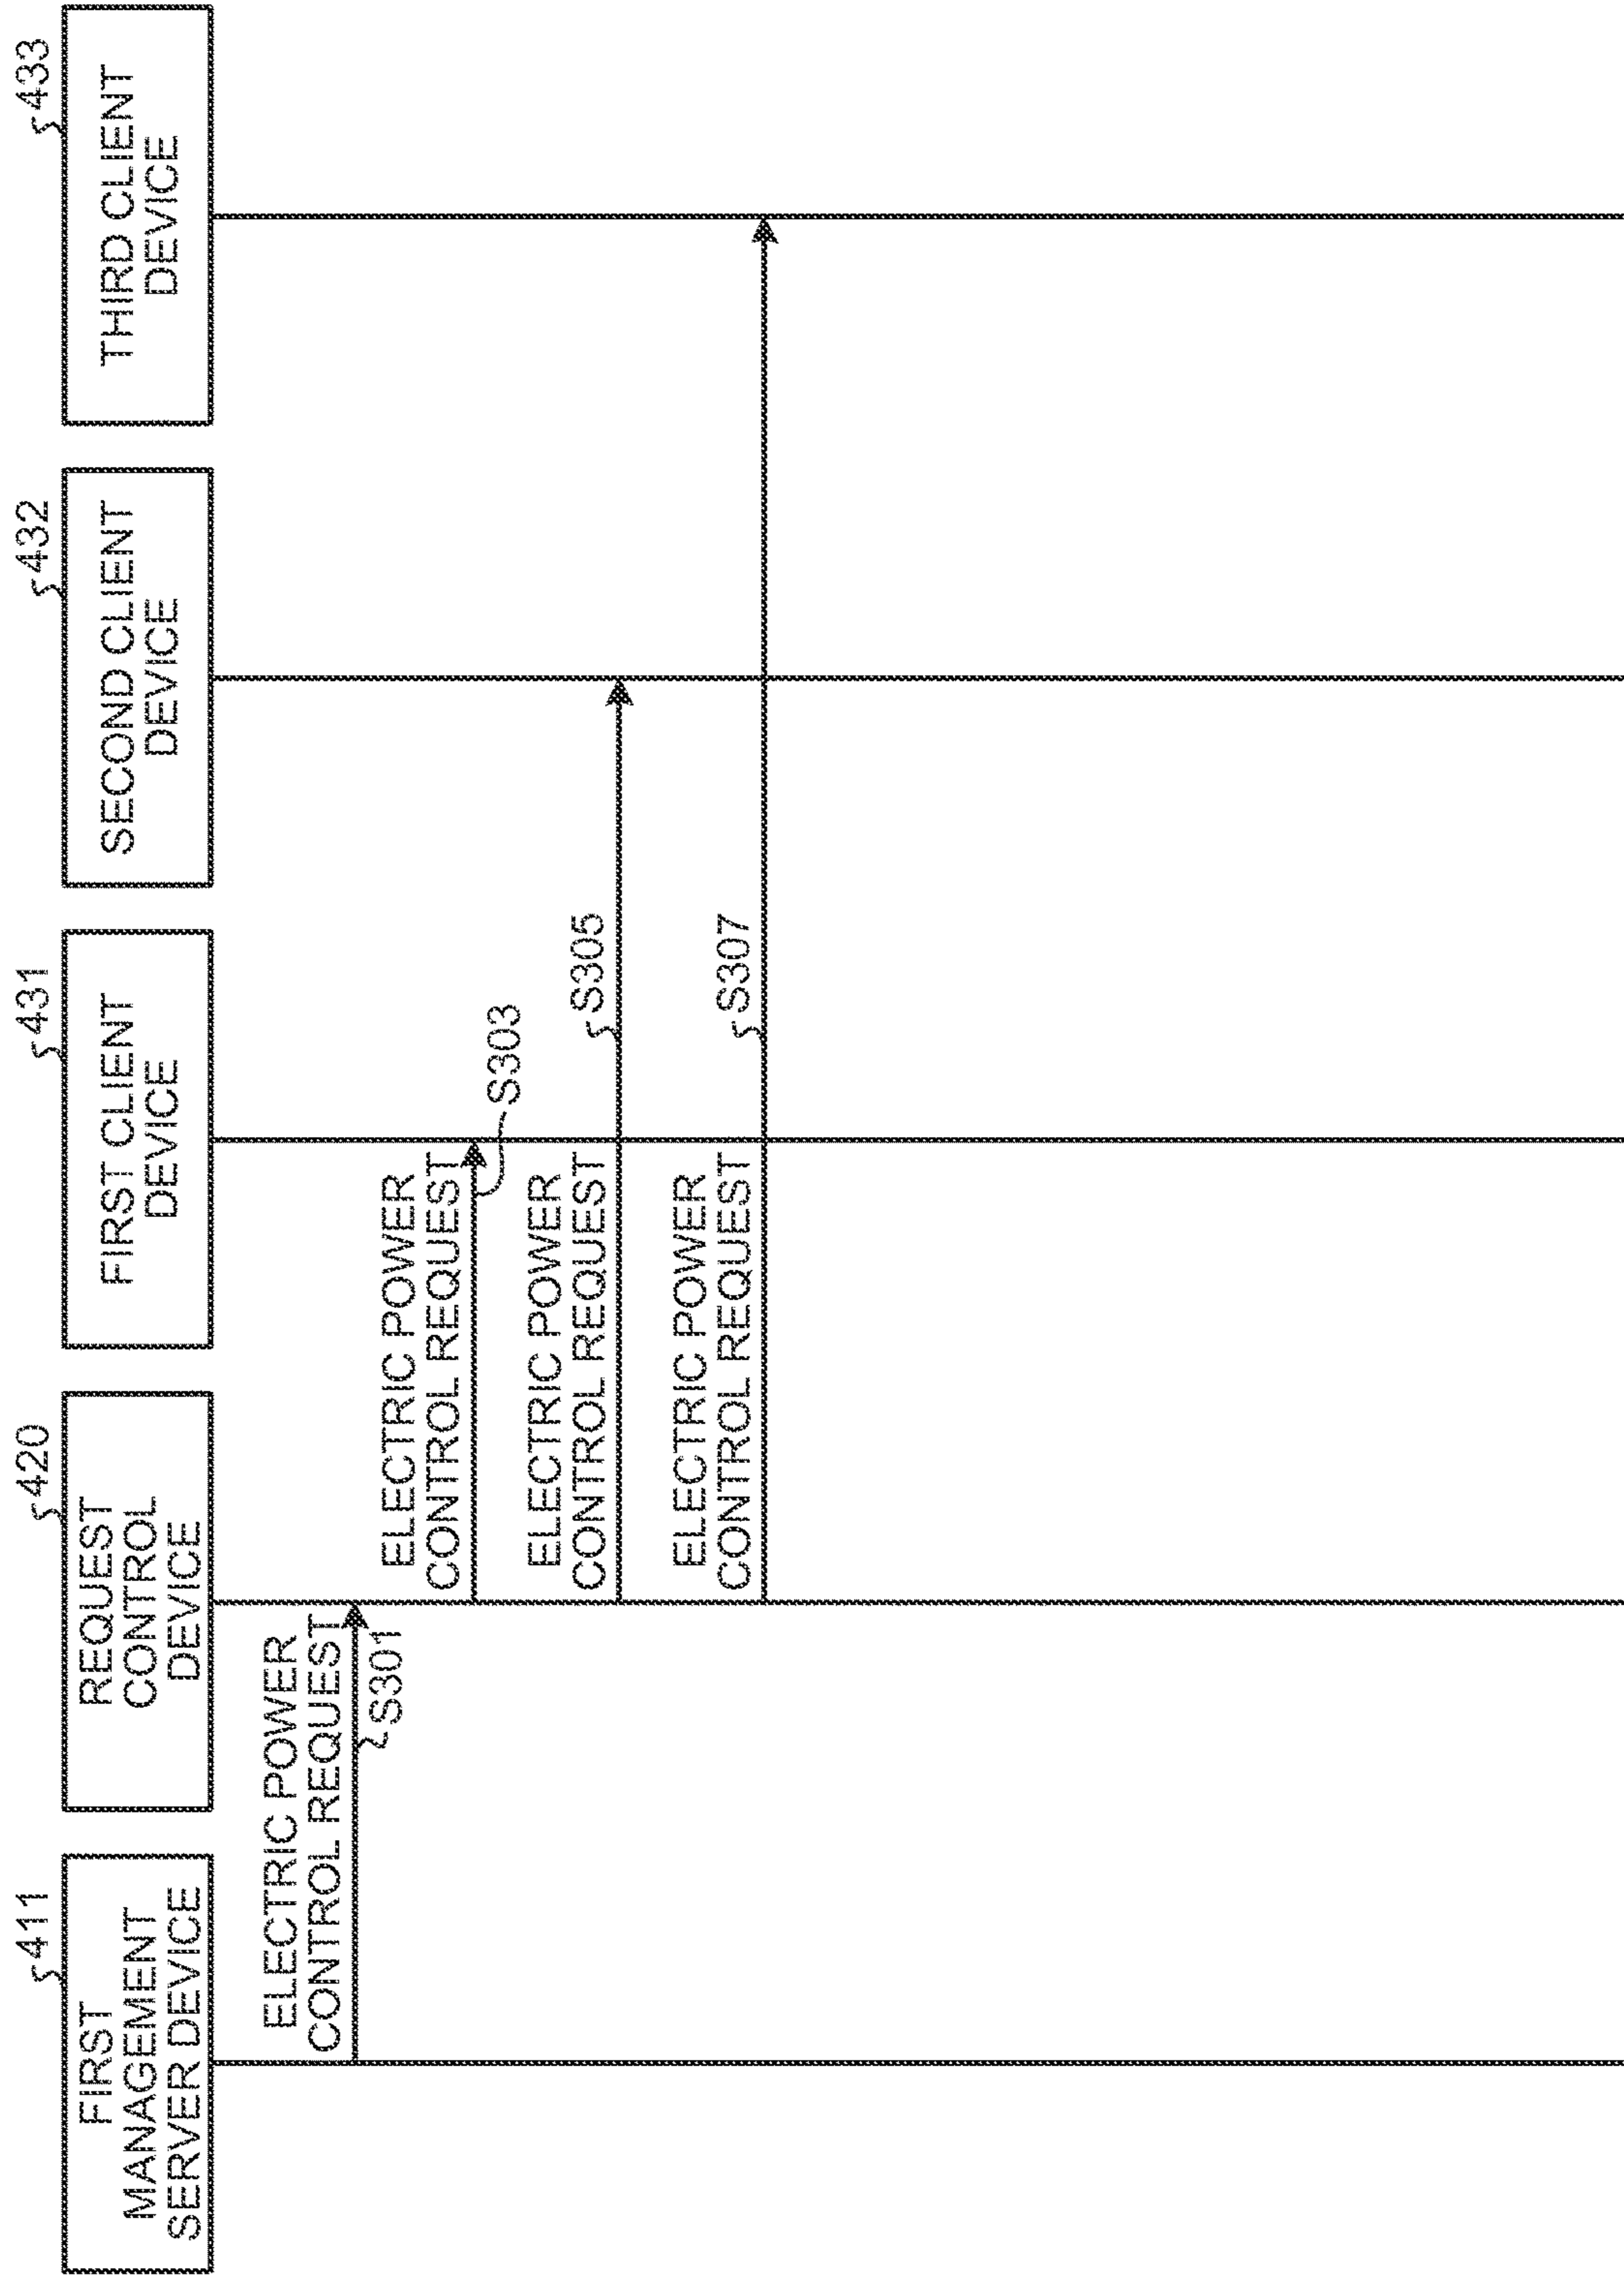 411
FIRST
MANAGEMENT
SERVER DEVICE
420
REQUEST
CONTROL
DEVICE
431
FIRST CLIENT
DEVICE
432
SECOND CLIENT
DEVICE
433
THIRD CLIENT
DEVICE
ELECTRIC POWER
CONTROL REQUEST
S301
ELECTRIC POWER
CONTROL REQUEST
S303
ELECTRIC POWER
CONTROL REQUEST
S305
ELECTRIC POWER
CONTROL REQUEST
S307